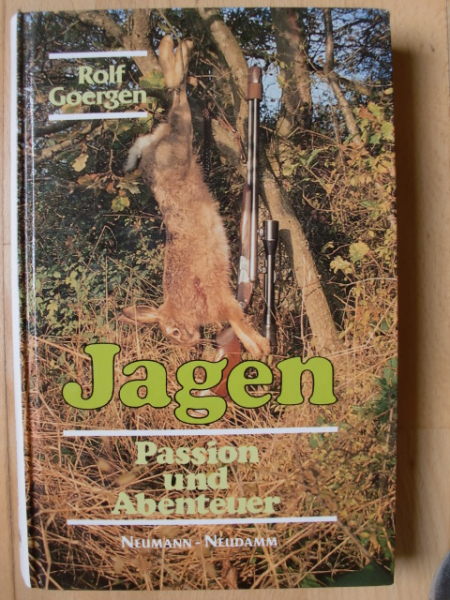 Rolf
Goergen
Jagen
Passion
und
Abenteuer
NEUMANN - NEUDAMM